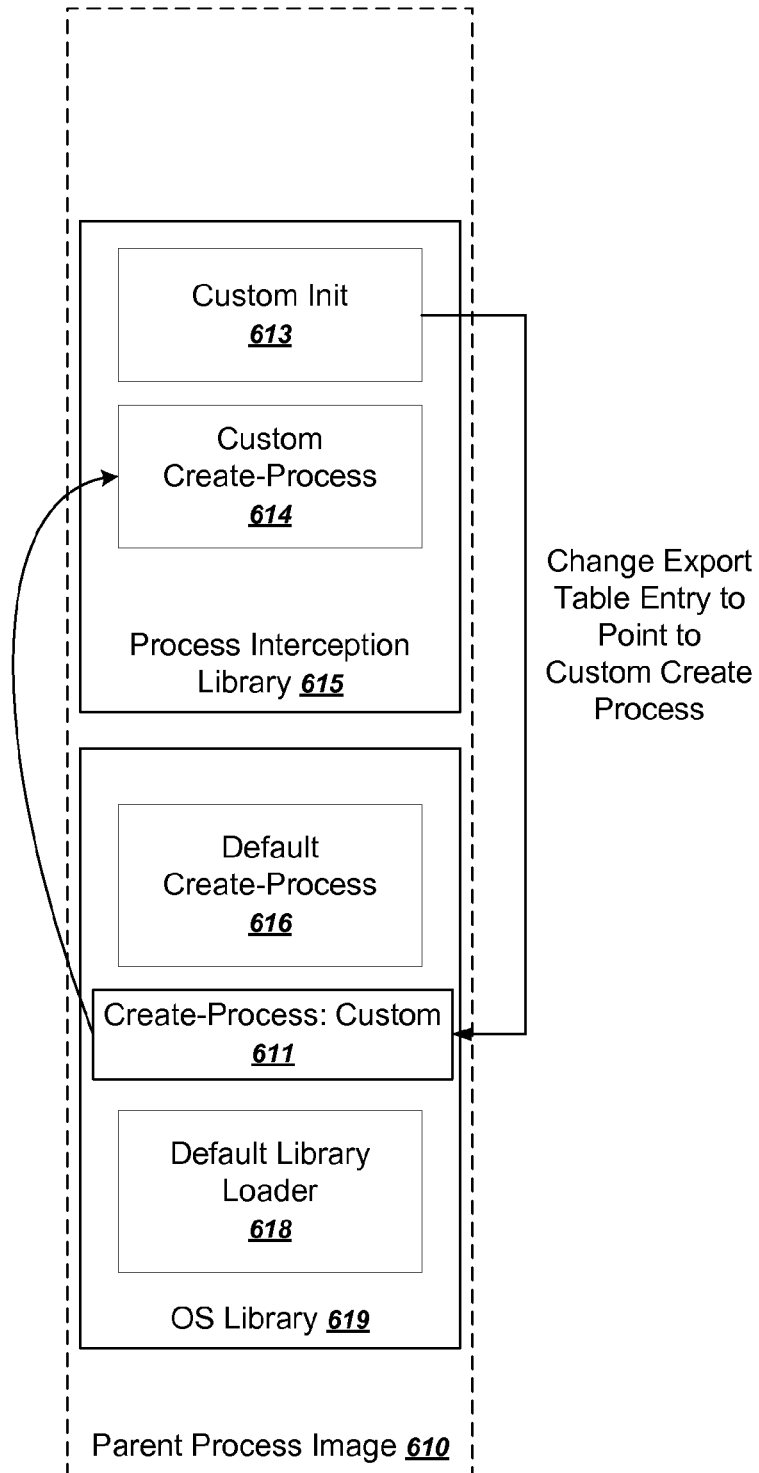 Custom Init
613
Custom
Create-Process
614
Process Interception
Library 615
Change Export
Table Entry to
Point to
Custom Create
Process
Default
Create-Process
616
Create-Process: Custom
611
Default Library
Loader
618
OS Library 619
Parent Process Image 610